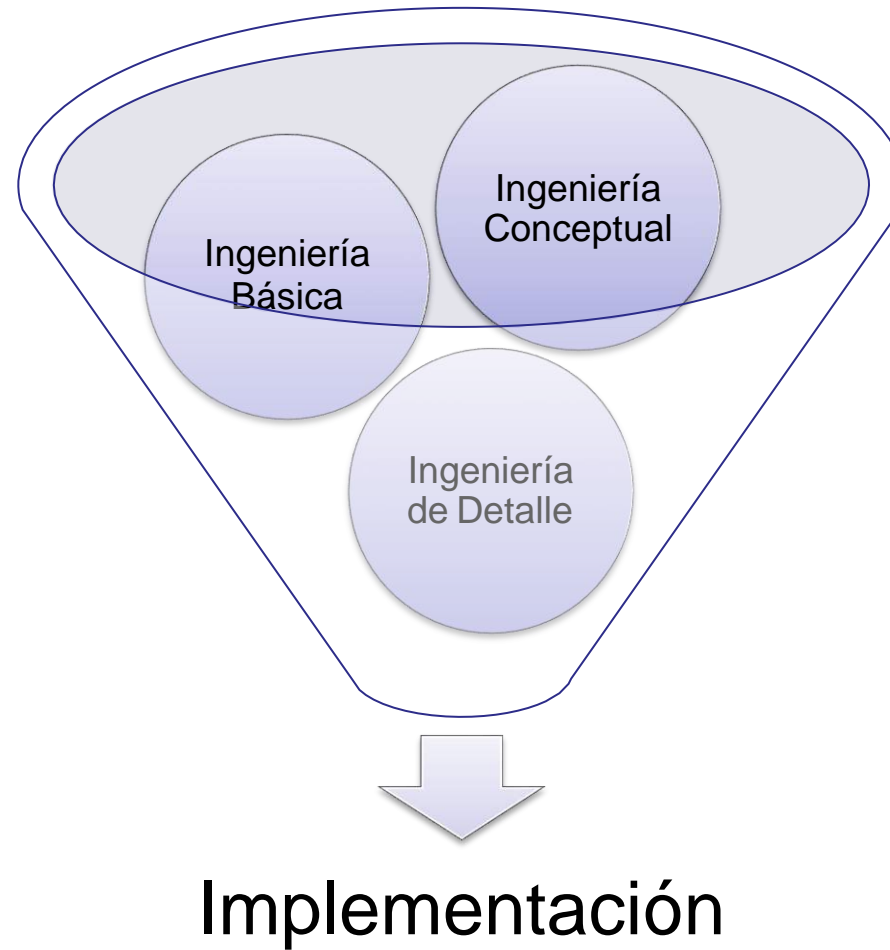 Ingeniería
Conceptual
Ingeniería
Básica
Ingeniería
de Detalle
Implementación